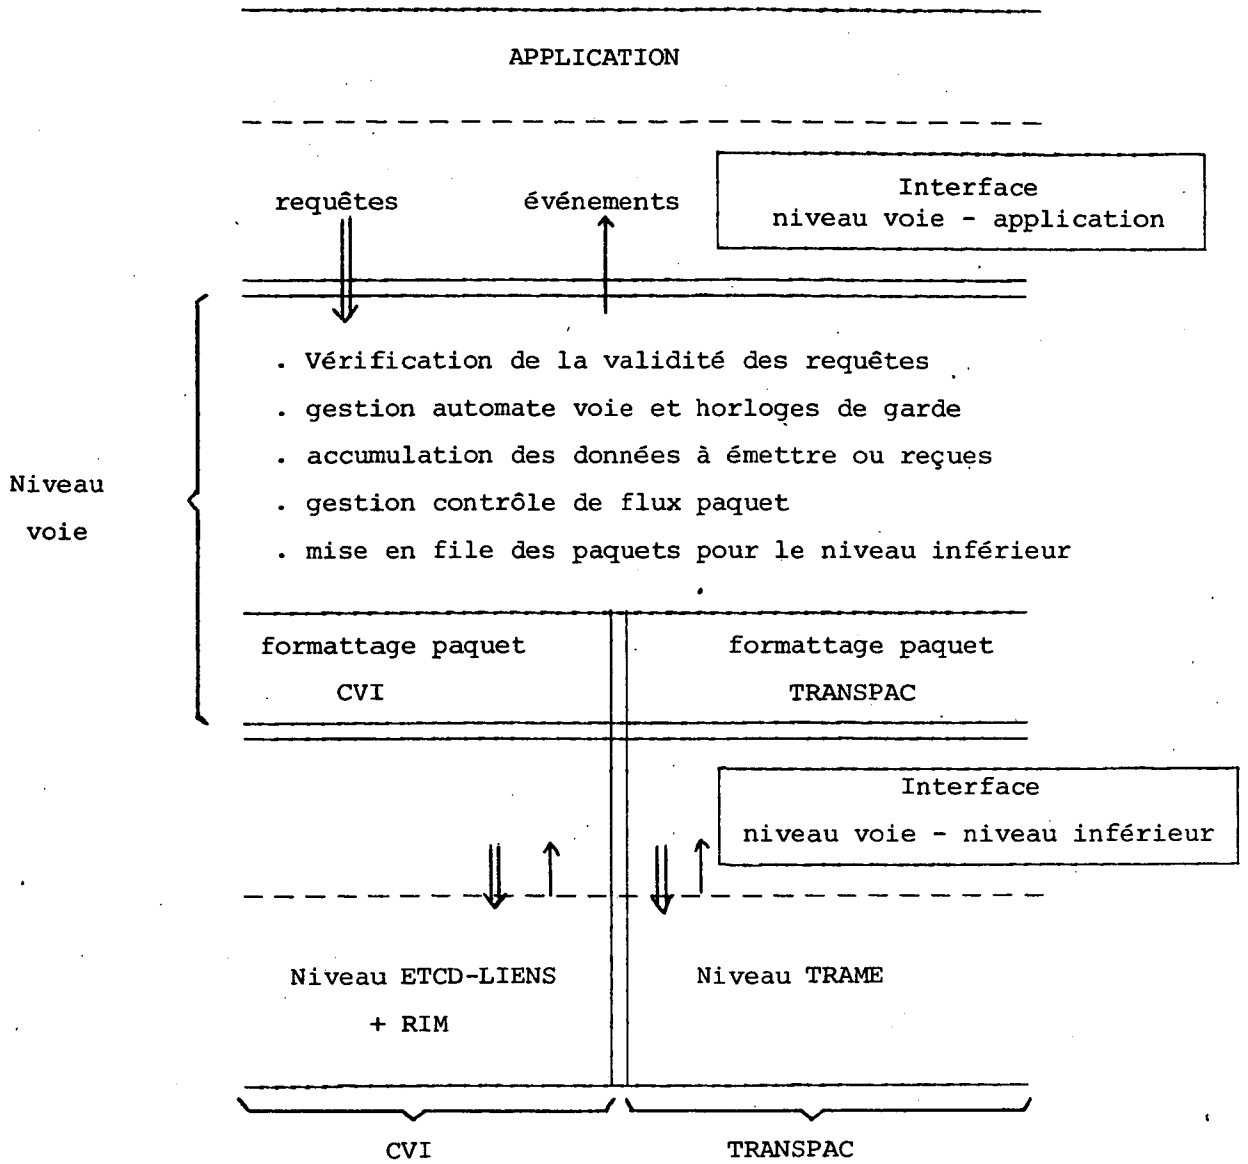 APPLICATION
requêtes
événements
Interface
niveau voie - application
. Vérification de la validité des requêtes
. gestion automate voie et horloges de garde
. accumulation des données à émettre ou reçues
. gestion contrôle de flux paquet
. mise en file des paquets pour le niveau inférieur
Niveau
voie
formattage paquet
CVI
formattage paquet
TRANSPAC
Interface
niveau voie - niveau inférieur
Niveau ETCD-LIENS
+ RIM
Niveau TRAME
CVI
TRANSPAC